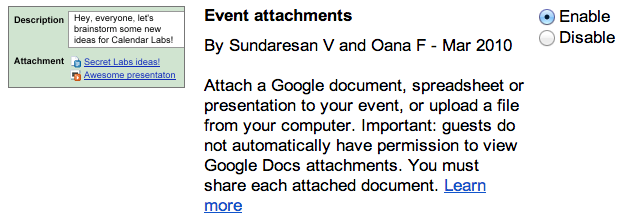 Description
Hey, everyone, let's
brainstorm some new
ideas for Calendar Labs!
Attachment
Secret Labs ideas!
Awesome presentaton
Event attachments
By Sundaresan V and Oana F - Mar 2010
Attach a Google document, spreadsheet or
presentation to your event, or upload a file
from your computer. Important: guests do
not automatically have permission to view
Google Docs attachments. You must
share each attached document. Learn
more
Enable
Disable